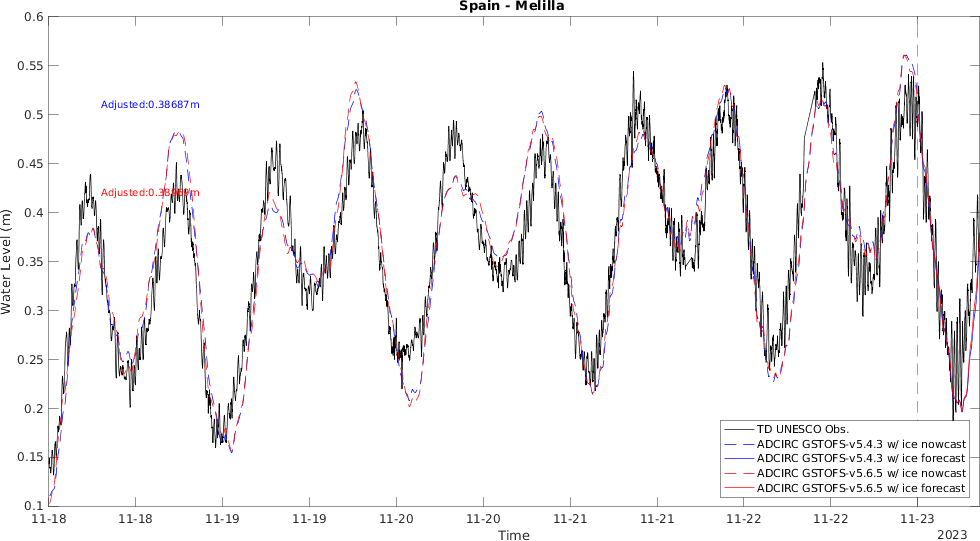 Spain - Melilla
0.6
0.55
0.5
0.45
0.4
0.35
0.3
0.25
0.2
0.15
0.1
Water Level (m)
Adjusted:0.38687m
TD UNESCO Obs.
ADCIRC GSTOFS-v5.4.3 w/ ice nowcast
ADCIRC GSTOFS-v5.4.3 w/ ice forecast
ADCIRC GSTOFS-v5.6.5 w/ ice nowcast
ADCIRC GSTOFS-v5.6.5 w/ ice forecast
11-18 11-18 11-19 11-19 11-20 11-20 11-21 11-21 11-22 11-22 11-23
Time
2023